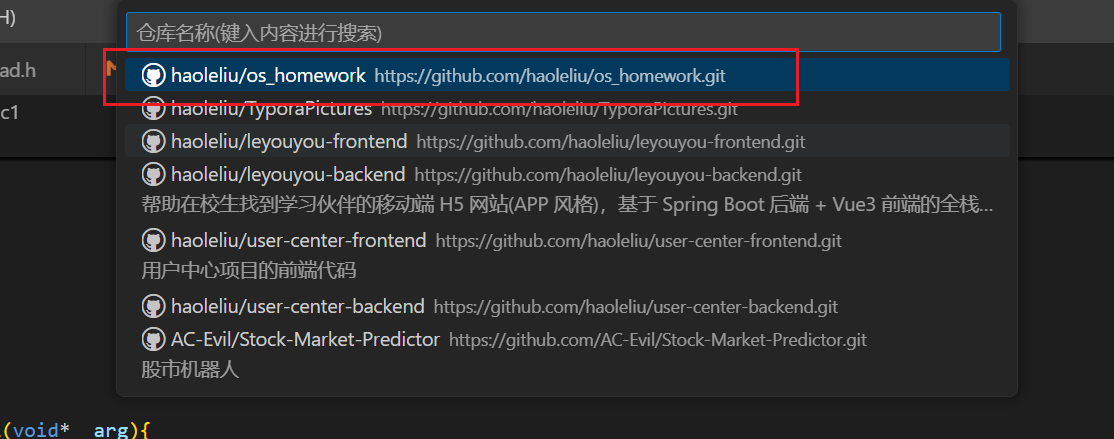 H)
仓库名称(键入内容进行搜索)
ad.h
haoleliu/os_homework https://github.com/haoleliu/os_homework.git
c1
haoleliu/TyporaPictures https://github.com/haoleliu/TyporaPictures.git
haoleliu/leyouyou-frontend https://github.com/haoleliu/leyouyou-frontend.git
haoleliu/leyouyou-backend https://github.com/haoleliu/leyouyou-backend.git
帮助在校生找到学习伙伴的移动端 H5 网站(APP 风格)，基于 Spring Boot 后端 + Vue3 前端的全栈...
haoleliu/user-center-frontend https://github.com/haoleliu/user-center-frontend.git
用户中心项目的前端代码
haoleliu/user-center-backend https://github.com/haoleliu/user-center-backend.git
AC-Evil/Stock-Market-Predictor https://github.com/AC-Evil/Stock-Market-Predictor.git
股市机器人
(void* arg){